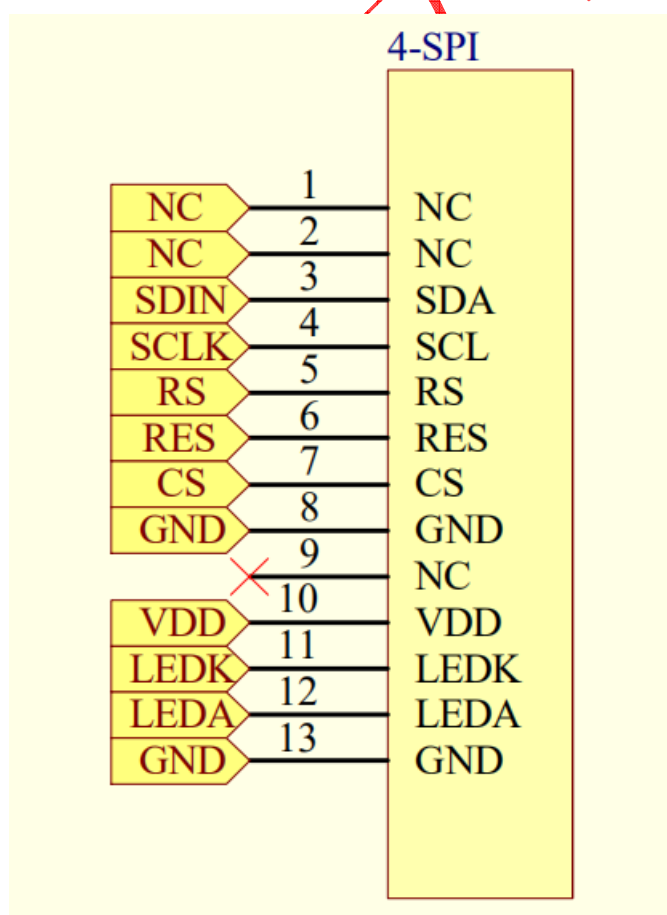 4-SPI
NC 1 NC
NC 2 NC
SDIN 3 SDA
SCLK 4 SCL
RS 5 RS
RES 6 RES
CS 7 CS
GND 8 GND
9 NC
VDD 10 VDD
LEDK 11 LEDK
LEDA 12 LEDA
GND 13 GND